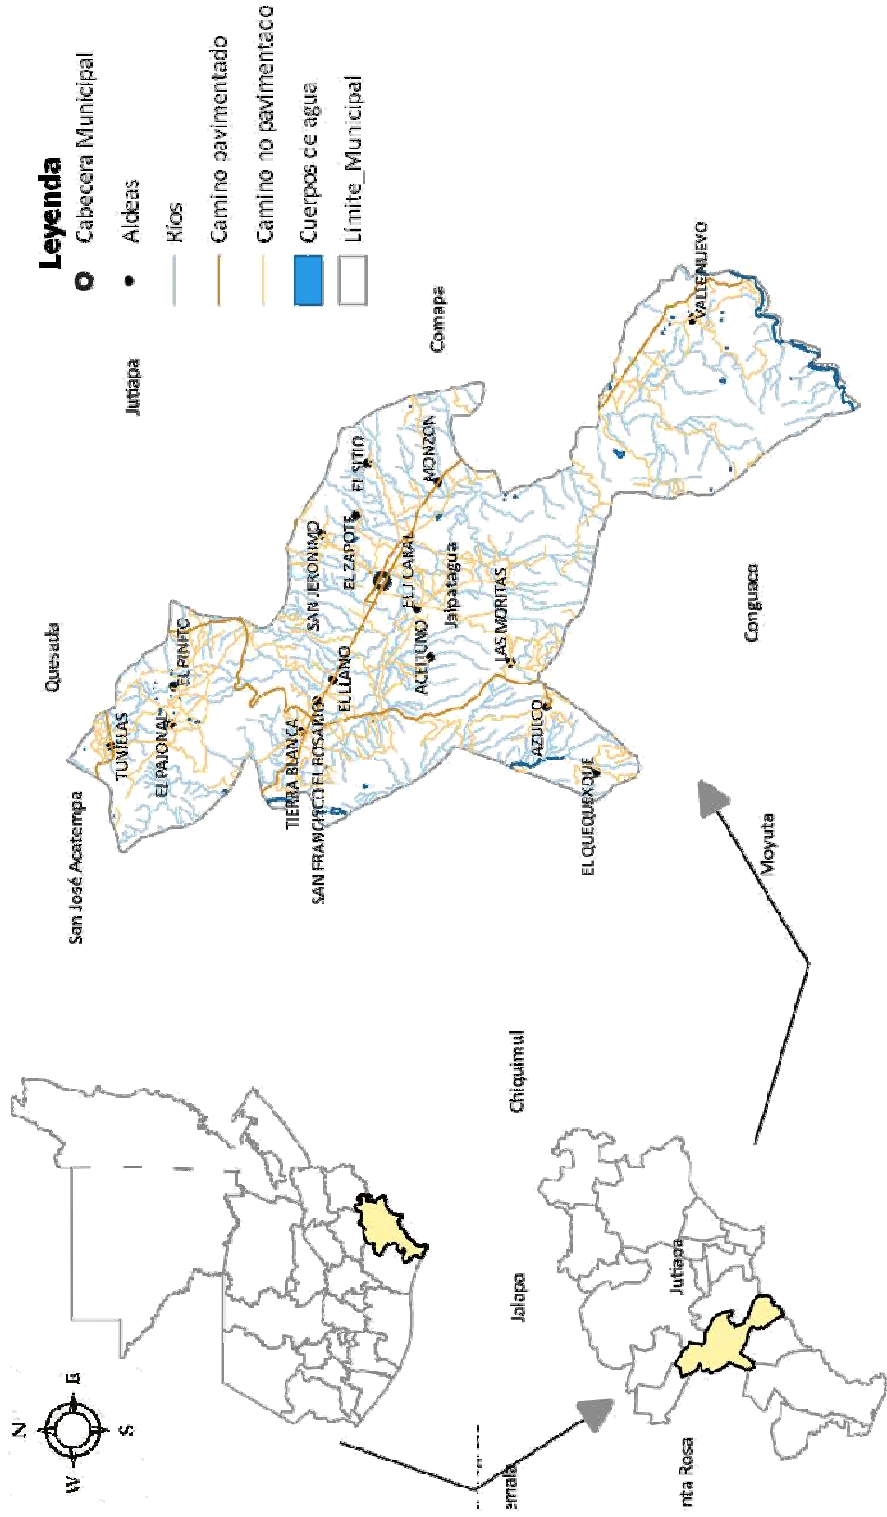 Leyenda
Cabecera Municipal
Aldeas
Ríos
Camino pavimentado
Camino no pavimentado
Cuerpos de agua
Límite_Municipal
San José Acatempa
Quesada
Jutiapa
Comapa
Conguaco
Moyuta
TUNILLAS
EL PAJONAL
EL PINITO
TIERRA BLANCA
SAN FRANCISCO EL ROSARIO
EL LLANO
SAN JERONIMO
EL ZAPOTE
EL SITIO
MONZON
EL JICARAL
ACEITUNO
Jalpatagua
LAS MORITAS
AZULCO
EL QUEQUEXQUE
VALLE NUEVO
N
W
E
S
emala
Jalapa
Chiquimul
nta Rosa
Jutiapa